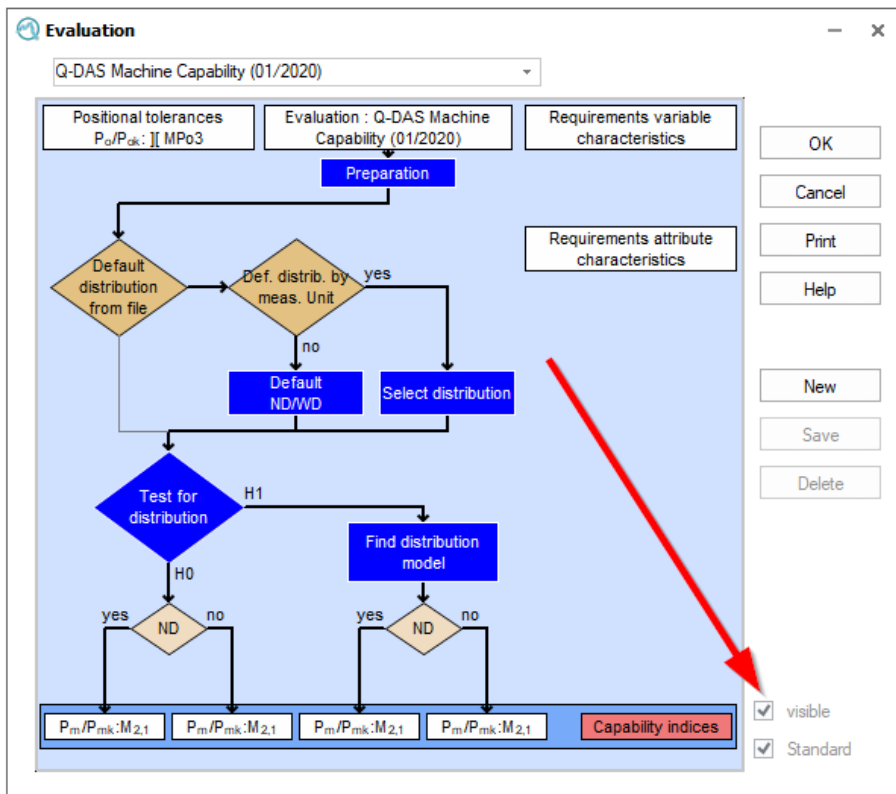 Evaluation
Q-DAS Machine Capability (01/2020)
Positional tolerances
Po/Pok: ][ MPo3
Evaluation : Q-DAS Machine
Capability (01/2020)
Requirements variable
characteristics
OK
Preparation
Cancel
Requirements attribute
characteristics
Print
Default
distribution
from file
Def. distrib. by
meas. Unit
yes
Help
no
Default
ND/WD
Select distribution
New
Save
Test for
distribution
H1
Delete
Find distribution
model
H0
yes
ND
no
yes
ND
no
Pm/Pmk:M2,1
Pm/Pmk:M2,1
Pm/Pmk:M2,1
Pm/Pmk:M2,1
Capability indices
visible
Standard